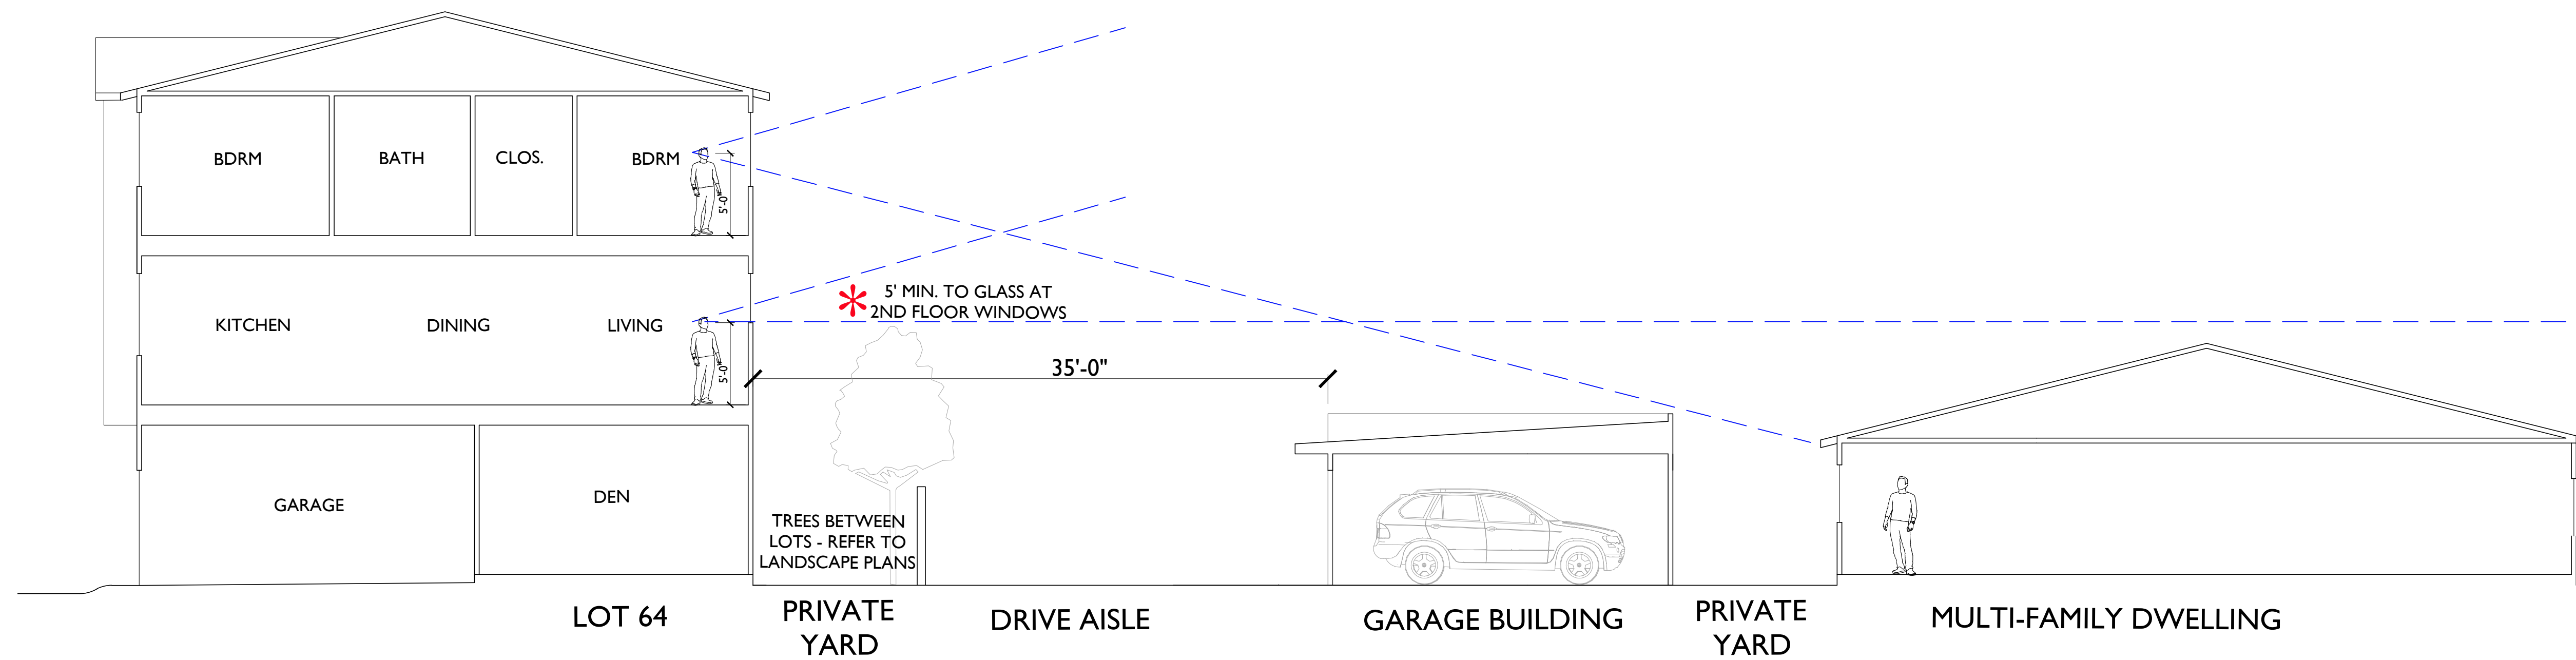 BDRM
BATH
CLOS.
BDRM
5'-0"
5' MIN. TO GLASS AT
2ND FLOOR WINDOWS
KITCHEN
DINING
LIVING
5'-0"
35'-0"
GARAGE
DEN
TREES BETWEEN
LOTS - REFER TO
LANDSCAPE PLANS
LOT 64
PRIVATE
YARD
DRIVE AISLE
GARAGE BUILDING
PRIVATE
YARD
MULTI-FAMILY DWELLING